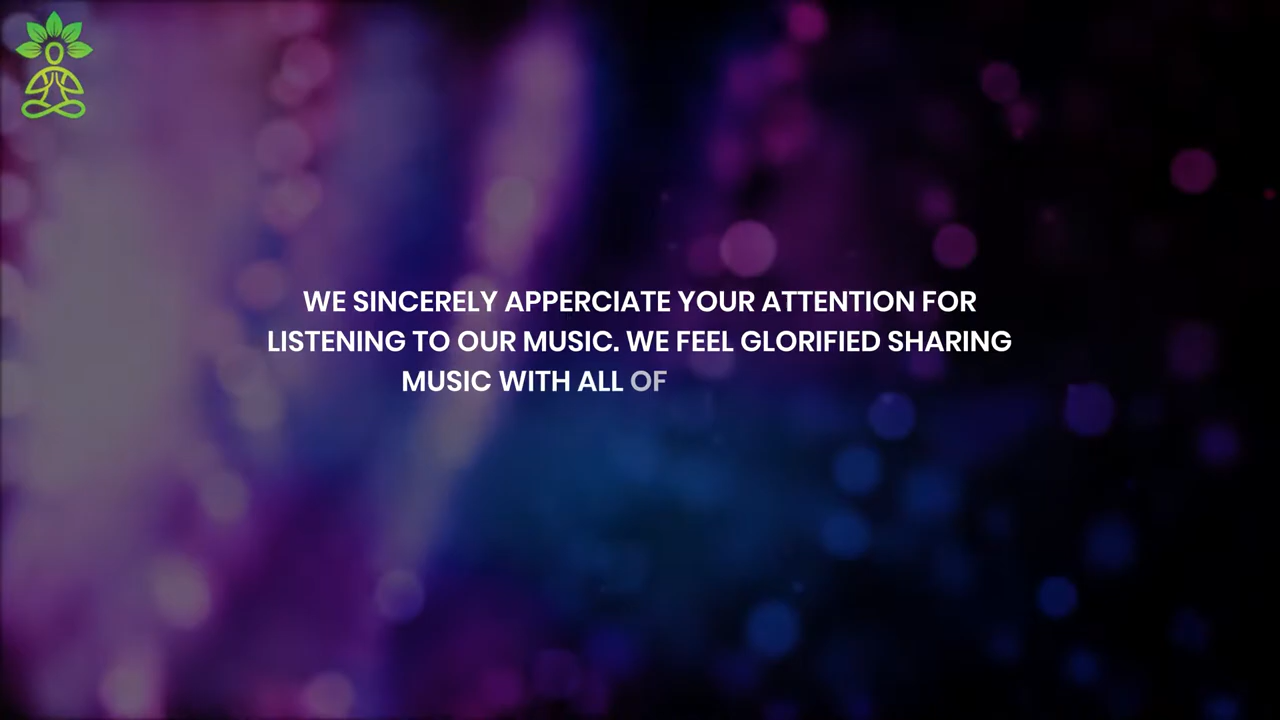 WE SINCERELY APPERCIATE YOUR ATTENTION FOR
LISTENING TO OUR MUSIC. WE FEEL GLORIFIED SHARING
MUSIC WITH ALL OF